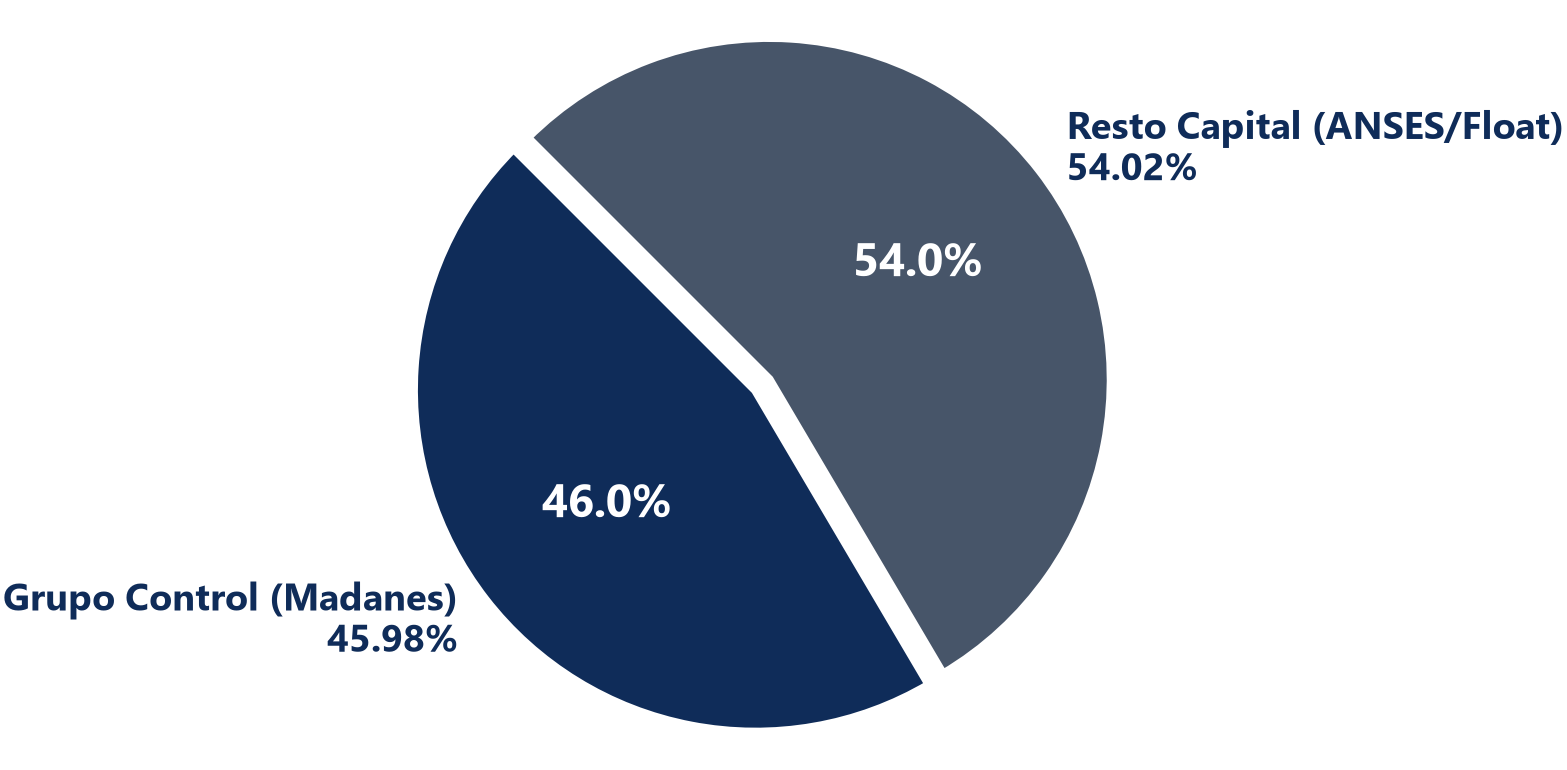 Resto Capital (ANSES/Float)
54.02%
54.0%
46.0%
Grupo Control (Madanes)
45.98%